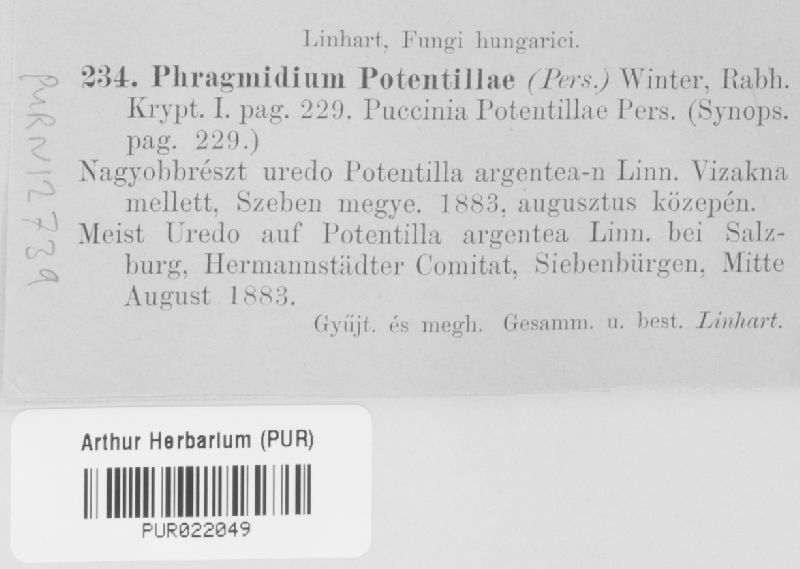 Linhart, Fungi hungarici.
234. Phragmidium Potentillae (Pers.) Winter, Rabh.
Krypt. I. pag. 229. Puccinia Potentillae Pers. (Synops.
pag. 229.)
Nagyobbrészt uredo Potentilla argentea-n Linn. Vizakna
mellett, Szeben megye. 1883. augusztus közepén.
Meist Uredo auf Potentilla argentea Linn. bei Salz-
burg, Hermannstädter Comitat, Siebenbürgen, Mitte
August 1883.
Gyűjt. és megh. Gesamm. u. best. Linhart.
PUR N12739
Arthur Herbarium (PUR)
PUR022049